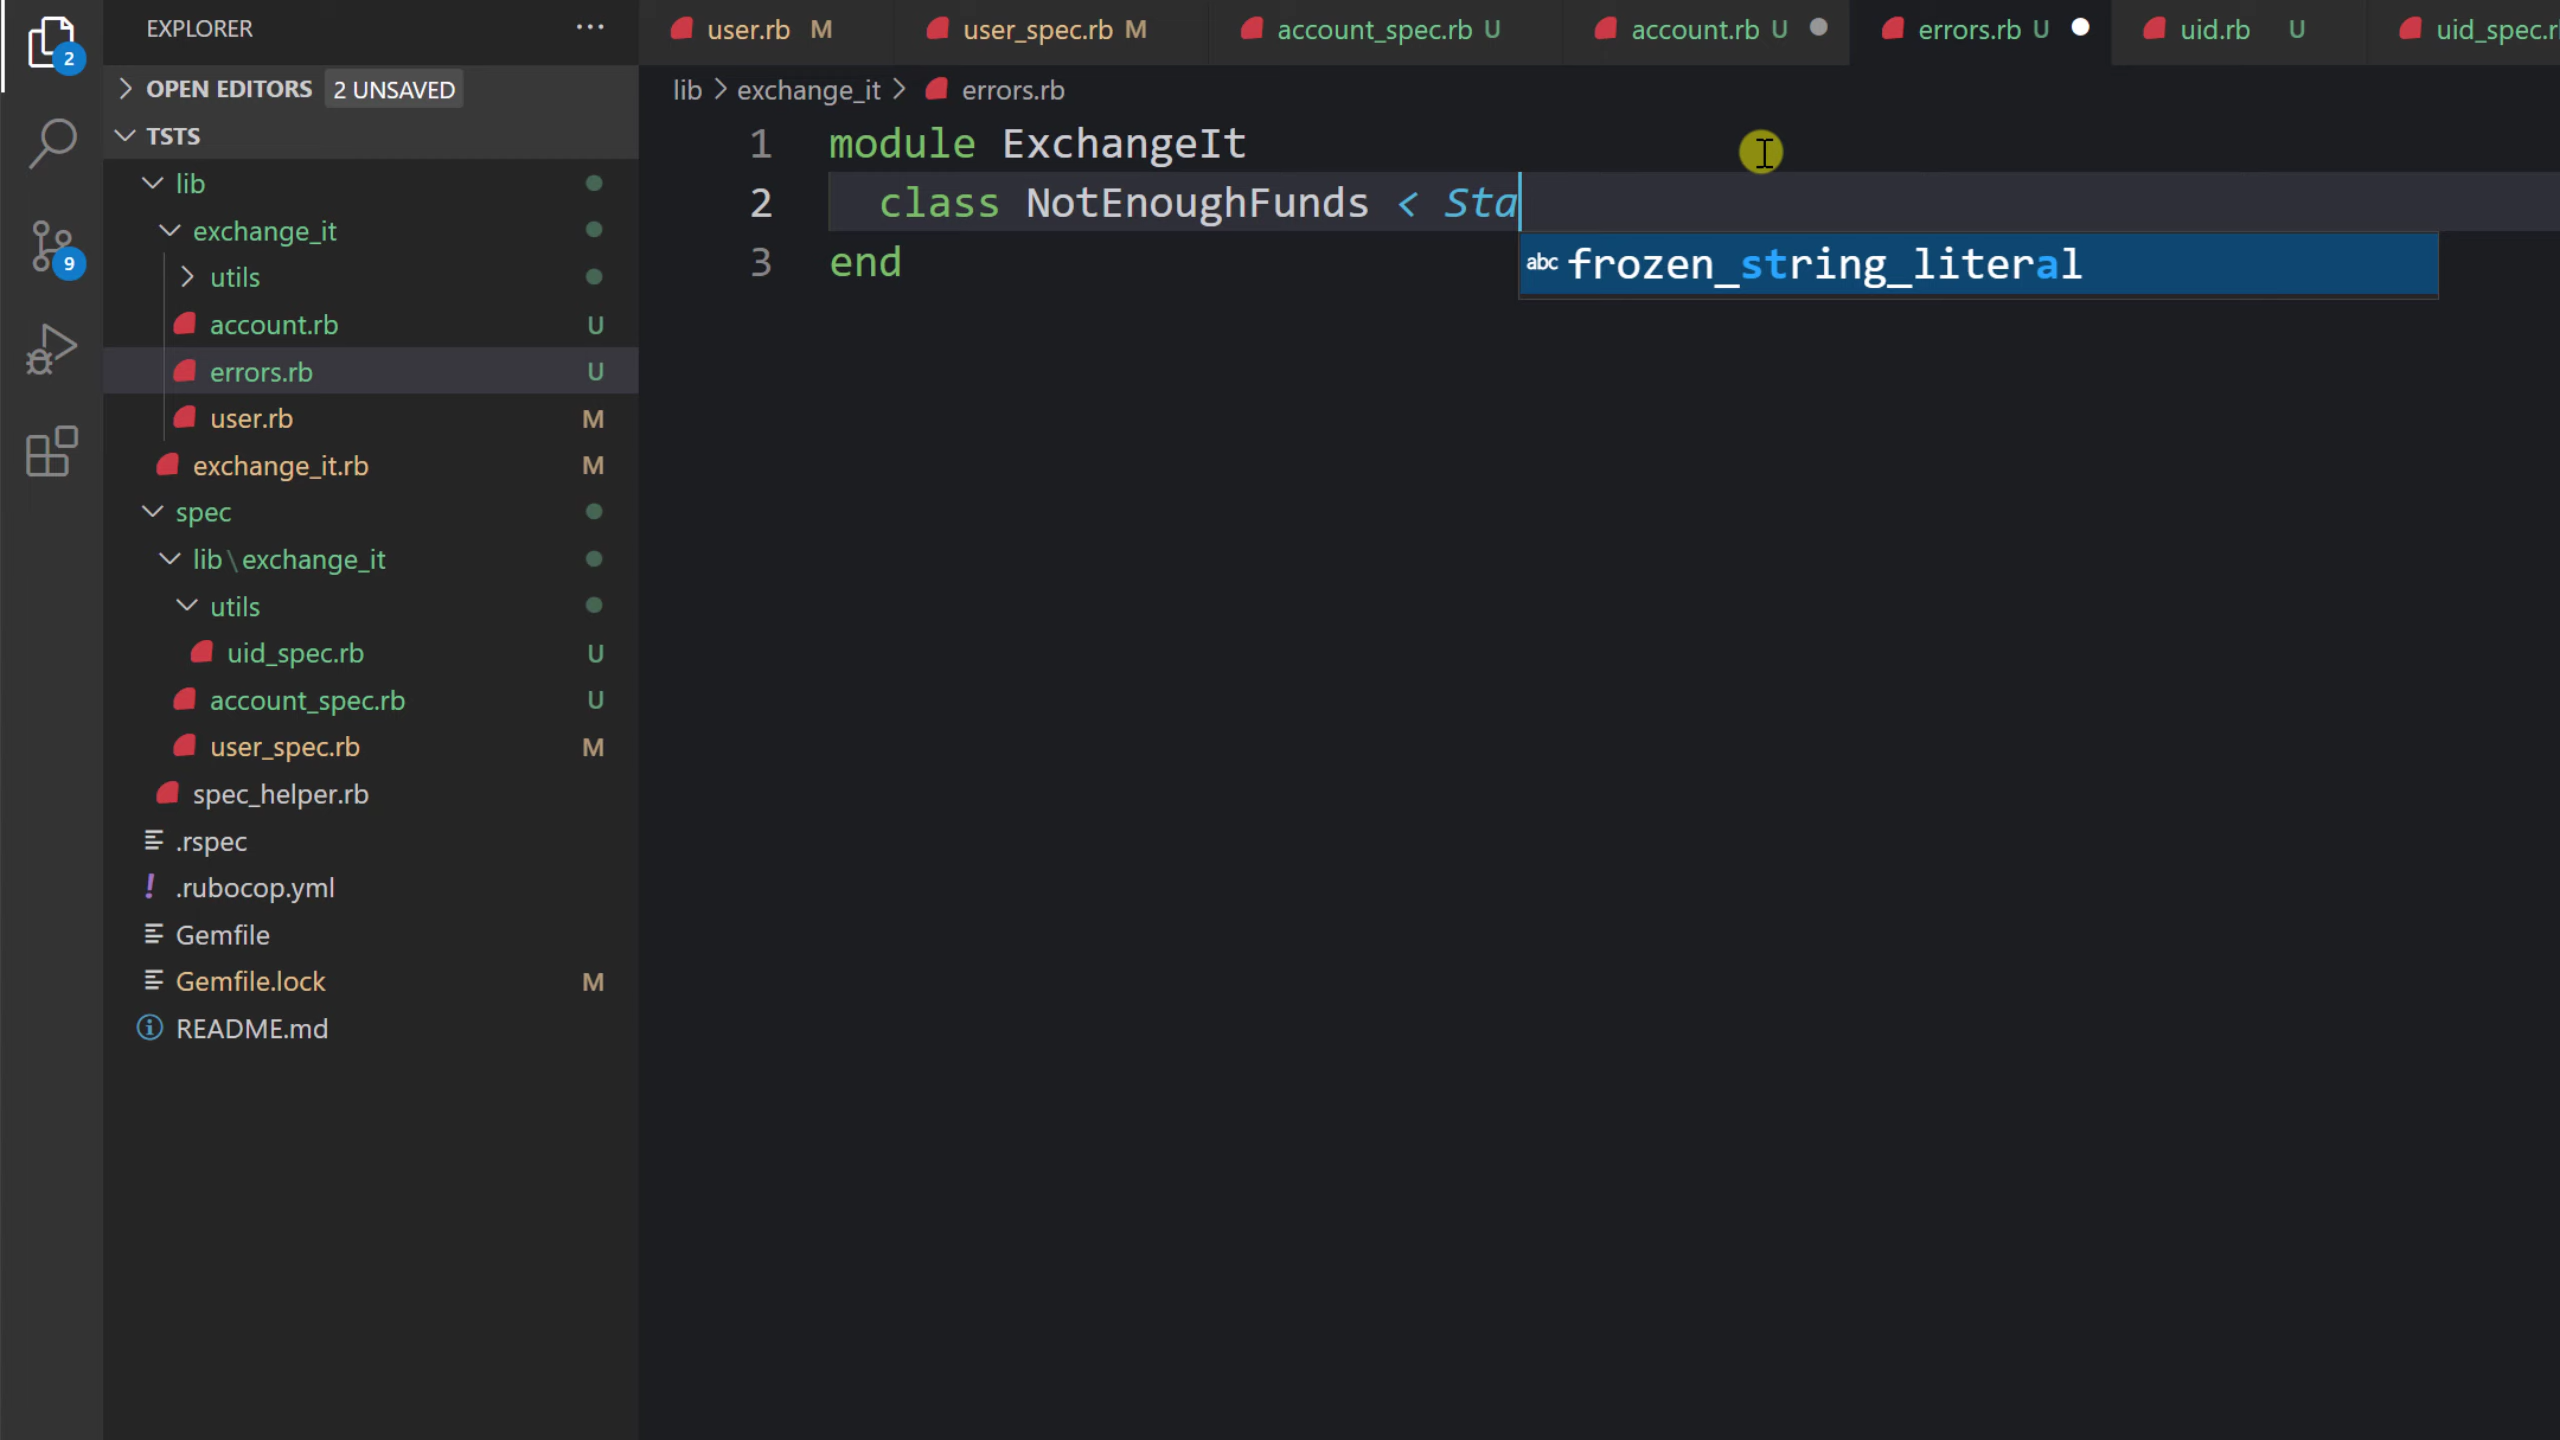 EXPLORER
OPEN EDITORS 2 UNSAVED
TSTS
lib
exchange_it
utils
account.rb U
errors.rb U
user.rb M
exchange_it.rb M
spec
lib\exchange_it
utils
uid_spec.rb U
account_spec.rb U
user_spec.rb M
spec_helper.rb
.rspec
! .rubocop.yml
Gemfile
Gemfile.lock M
README.md
2
9
user.rb M
user_spec.rb M
account_spec.rb U
account.rb U
errors.rb U
uid.rb U
uid_spec.r
lib > exchange_it > errors.rb
1 module ExchangeIt
2 class NotEnoughFunds < Sta
3 end
abc frozen_string_literal